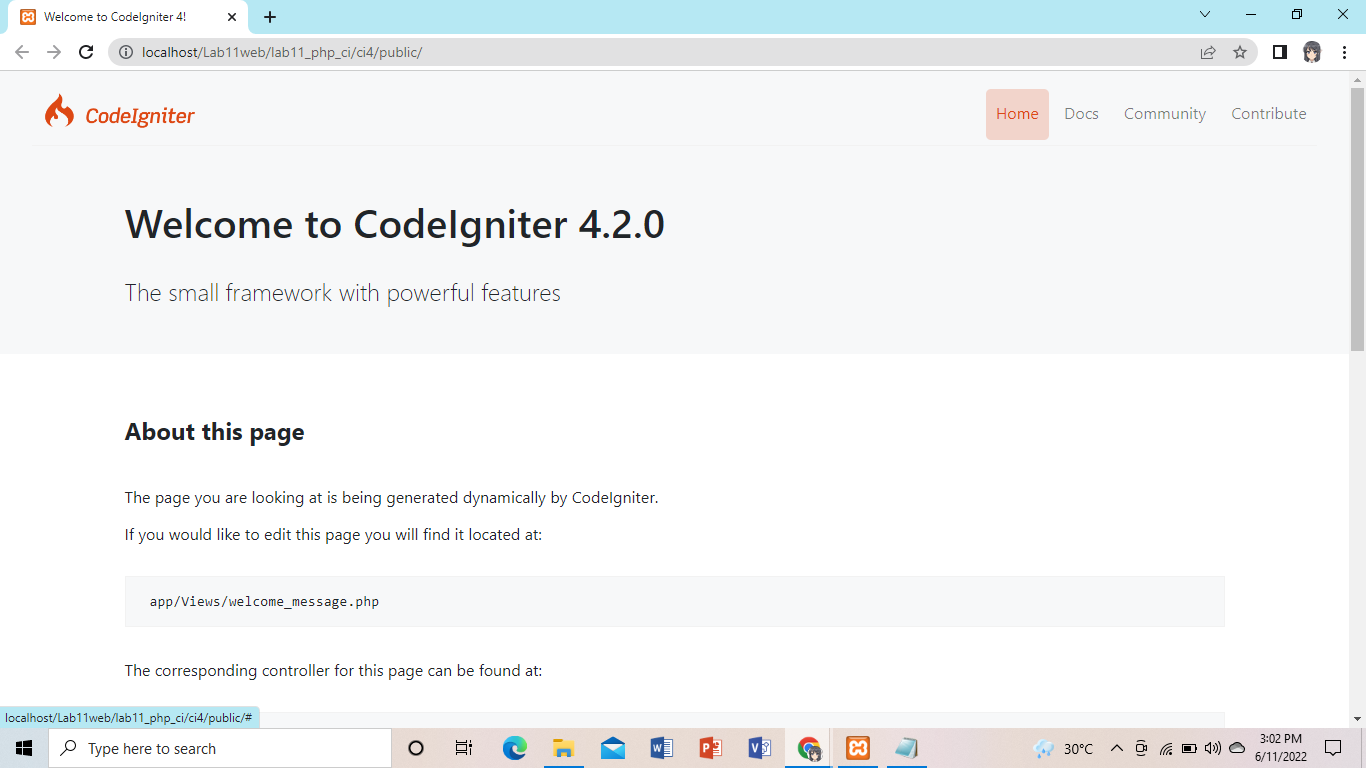 Welcome to CodeIgniter 4!
localhost/Lab11web/lab11_php_ci/ci4/public/
CodeIgniter
Home Docs Community Contribute
Welcome to CodeIgniter 4.2.0
The small framework with powerful features
About this page
The page you are looking at is being generated dynamically by CodeIgniter.
If you would like to edit this page you will find it located at:
app/Views/welcome_message.php
The corresponding controller for this page can be found at:
localhost/Lab11web/lab11_php_ci/ci4/public/#
Type here to search
30°C
3:02 PM
6/11/2022